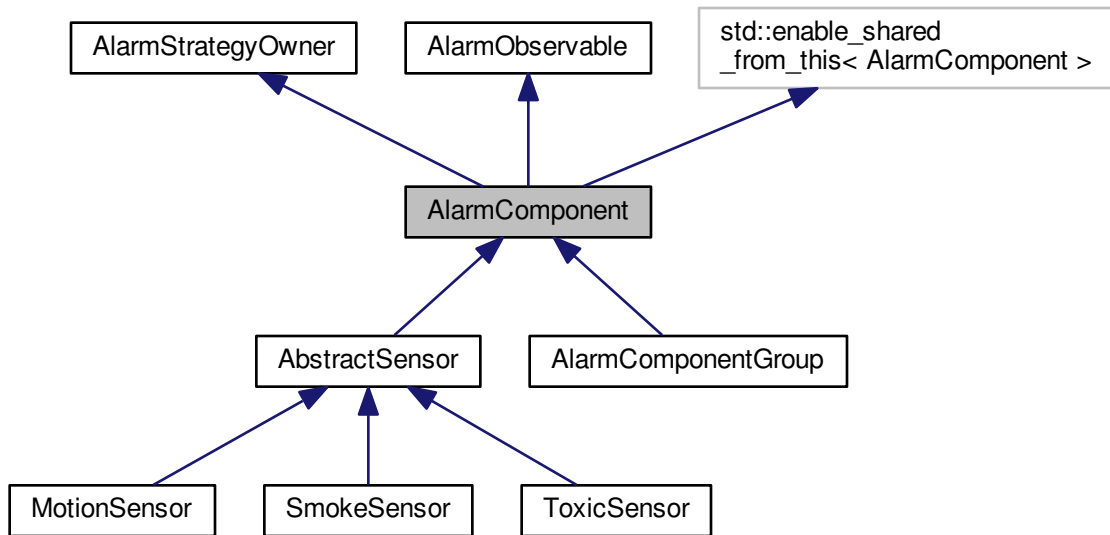 AlarmStrategyOwner
AlarmObservable
std::enable_shared
_from_this< AlarmComponent >
AlarmComponent
AbstractSensor
AlarmComponentGroup
MotionSensor
SmokeSensor
ToxicSensor